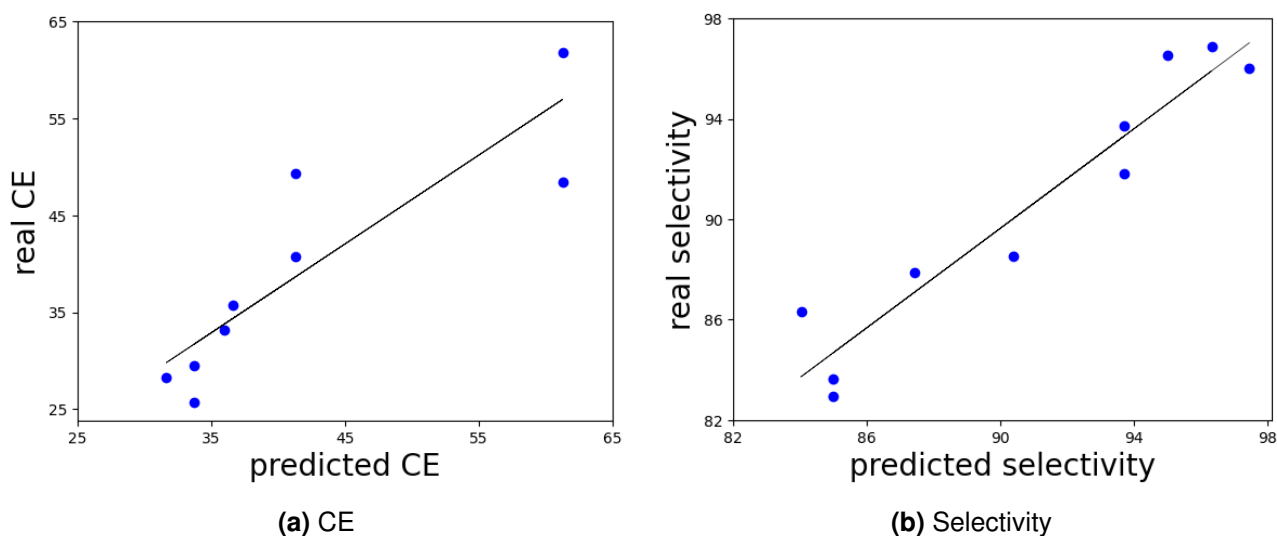 65
55
45
35
25
real CE
25 35 45 55 65
predicted CE
(a) CE
98
94
90
86
82
real selectivity
82 86 90 94 98
predicted selectivity
(b) Selectivity